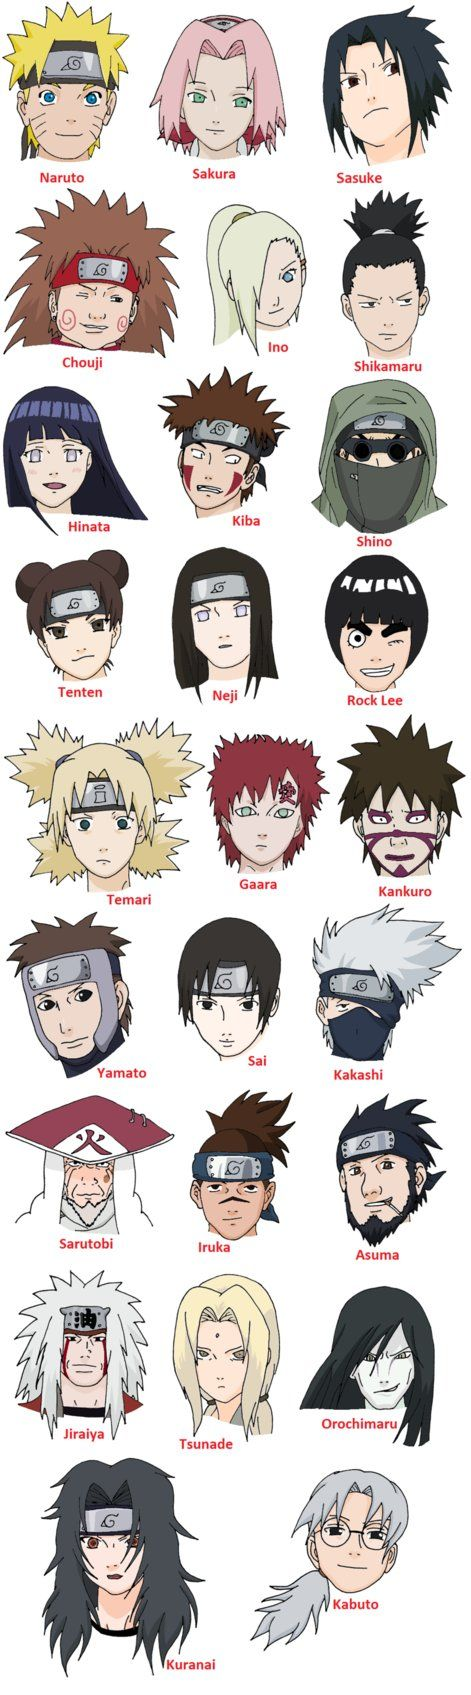 Naruto
Sakura
Sasuke
Chouji
Ino
Shikamaru
Hinata
Kiba
Shino
Tenten
Neji
Rock Lee
Temari
Gaara
Kankuro
Yamato
Sai
Kakashi
火
Sarutobi
Iruka
Asuma
油
Jiraiya
Tsunade
Orochimaru
Kuranai
Kabuto